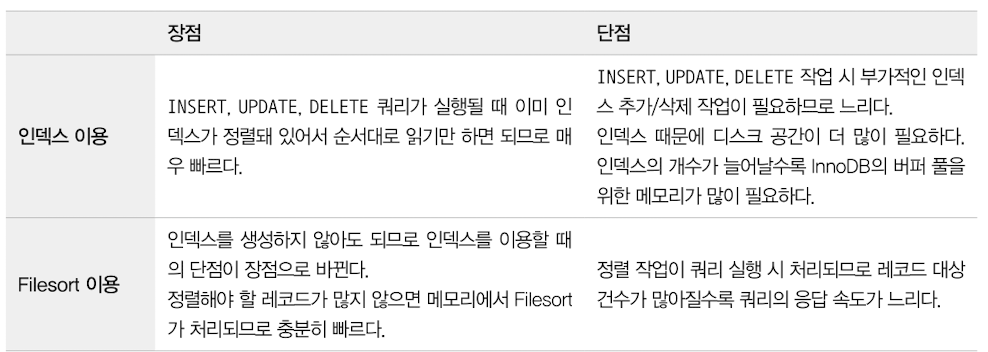 장점
단점
인덱스 이용
INSERT, UPDATE, DELETE 쿼리가 실행될 때 이미 인
덱스가 정렬돼 있어서 순서대로 읽기만 하면 되므로 매
우 빠르다.
INSERT, UPDATE, DELETE 작업 시 부가적인 인덱
스 추가/삭제 작업이 필요하므로 느리다.
인덱스 때문에 디스크 공간이 더 많이 필요하다.
인덱스의 개수가 늘어날수록 InnoDB의 버퍼 풀을
위한 메모리가 많이 필요하다.
Filesort 이용
인덱스를 생성하지 않아도 되므로 인덱스를 이용할 때
의 단점이 장점으로 바뀐다.
정렬해야 할 레코드가 많지 않으면 메모리에서 Filesort
가 처리되므로 충분히 빠르다.
정렬 작업이 쿼리 실행 시 처리되므로 레코드 대상
건수가 많아질수록 쿼리의 응답 속도가 느리다.